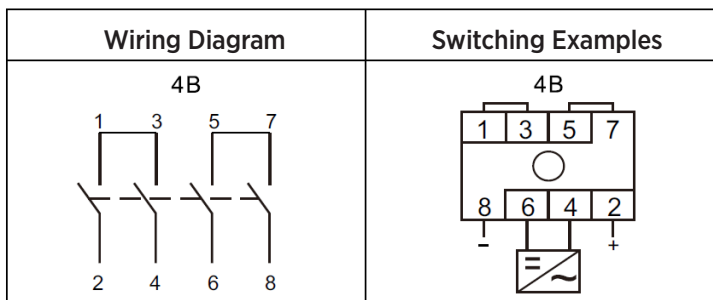 Wiring Diagram
Switching Examples
4B
1 3 5 7
2 4 6 8
4B
1 3 5 7
8 6 4 2
− +
= ~